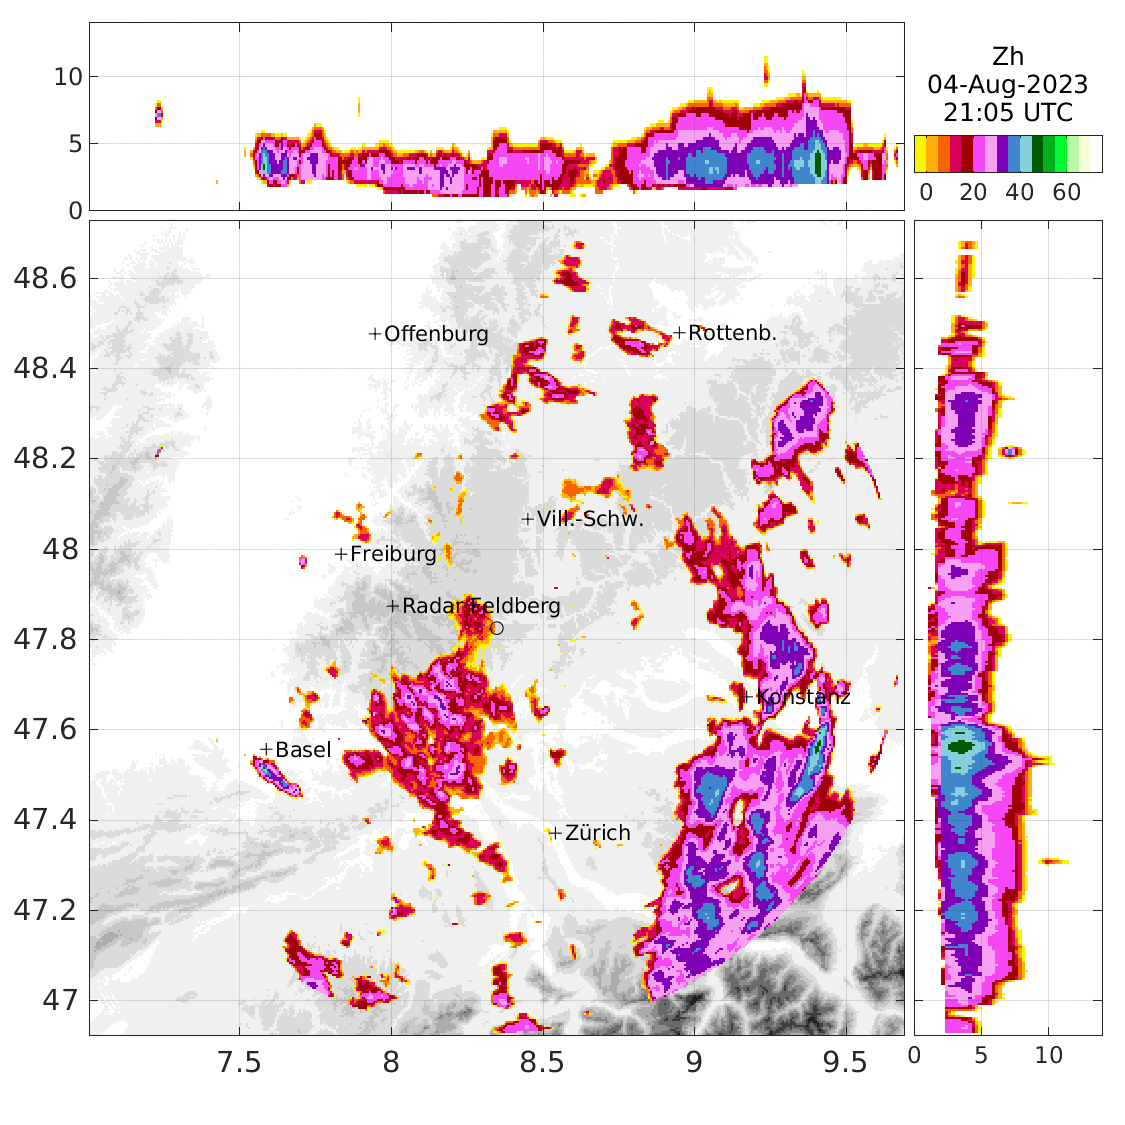 Zh
04-Aug-2023
21:05 UTC
0 20 40 60
10
5
0
48.6
48.4
48.2
48
47.8
47.6
47.4
47.2
47
+Offenburg
+Rottenb.
+Vill.-Schw.
+Freiburg
+Radar Feldberg
+Konstanz
+Basel
+Zürich
7.5 8 8.5 9 9.5
0 5 10